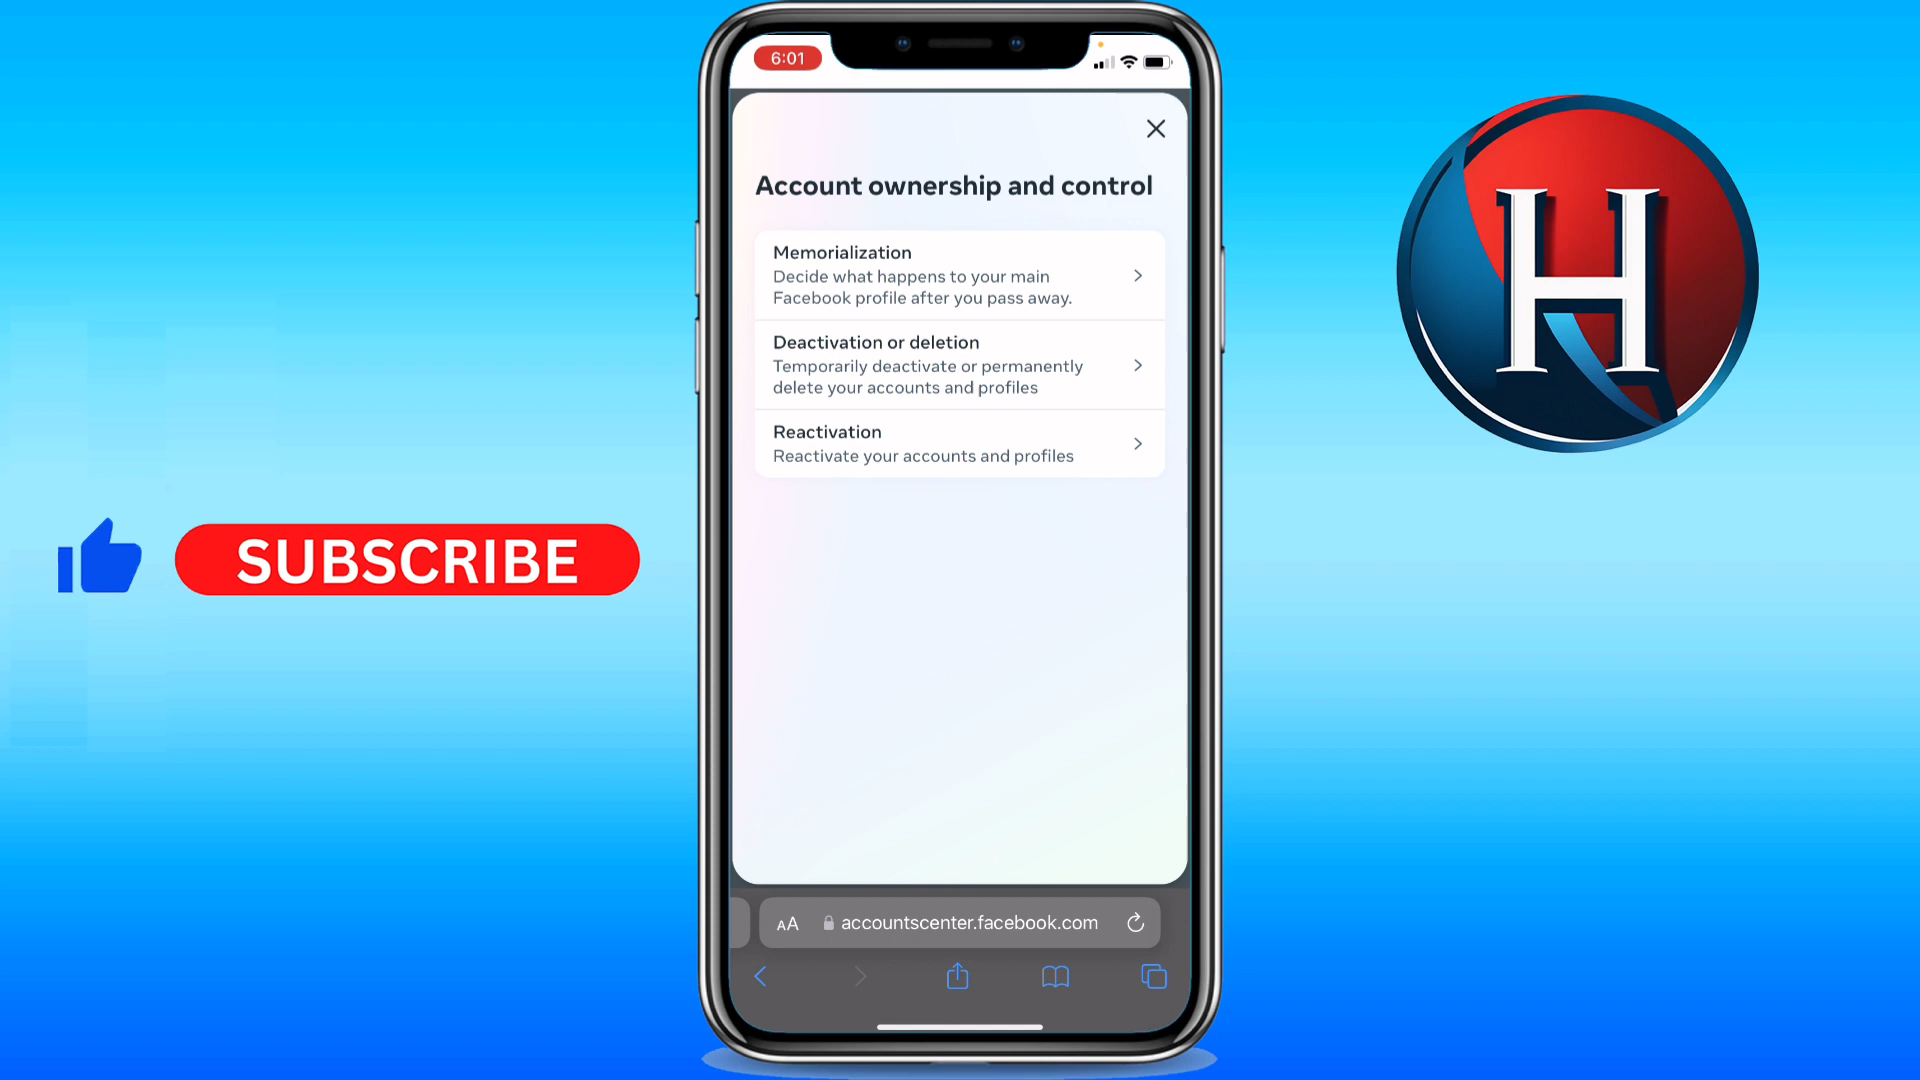 6:01
Account ownership and control
Memorialization
Decide what happens to your main
Facebook profile after you pass away.
Deactivation or deletion
Temporarily deactivate or permanently
delete your accounts and profiles
Reactivation
Reactivate your accounts and profiles
SUBSCRIBE
H
AA accountscenter.facebook.com